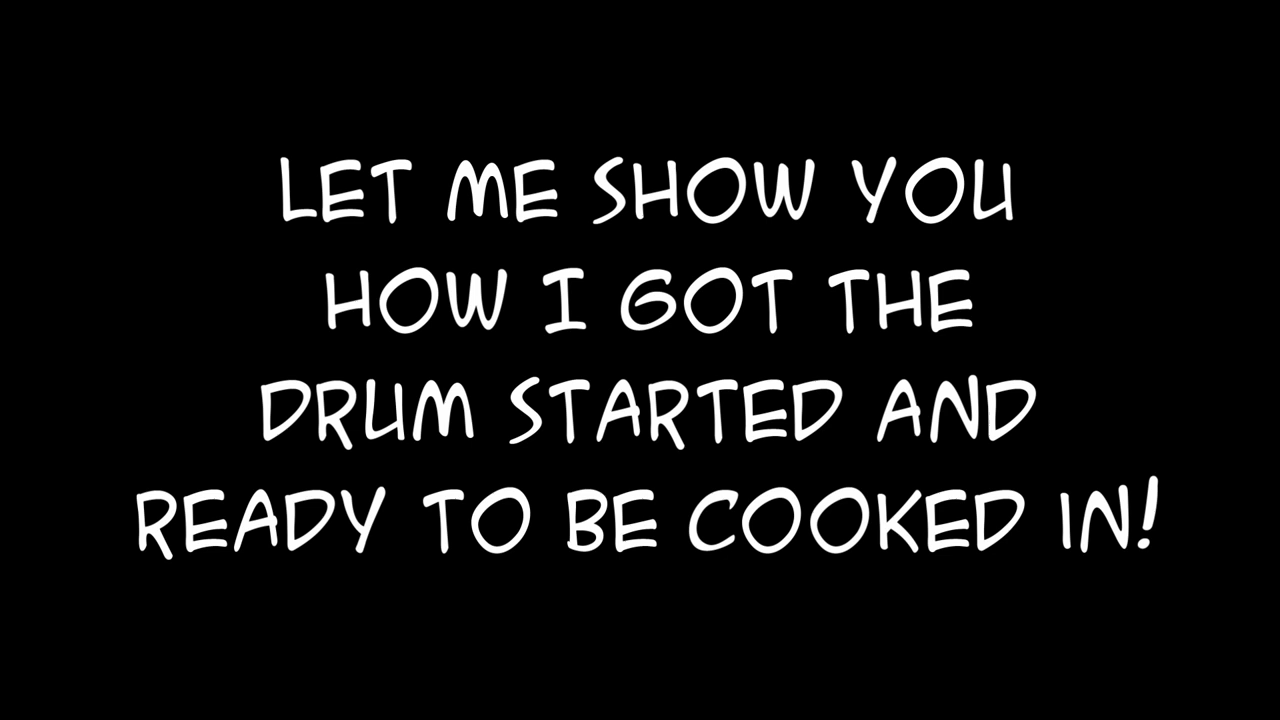 LET ME SHOW YOU
HOW I GOT THE
DRUM STARTED AND
READY TO BE COOKED IN!